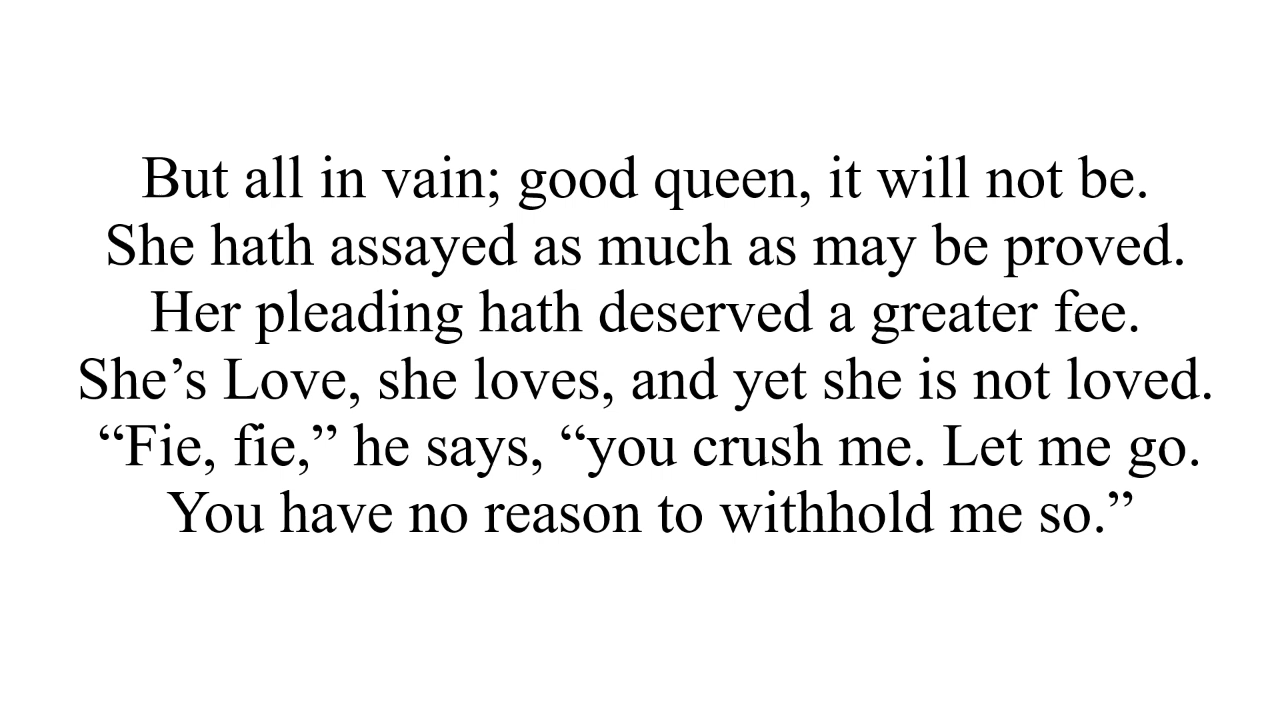 But all in vain; good queen, it will not be.
She hath assayed as much as may be proved.
Her pleading hath deserved a greater fee.
She’s Love, she loves, and yet she is not loved.
“Fie, fie,” he says, “you crush me. Let me go.
You have no reason to withhold me so.”